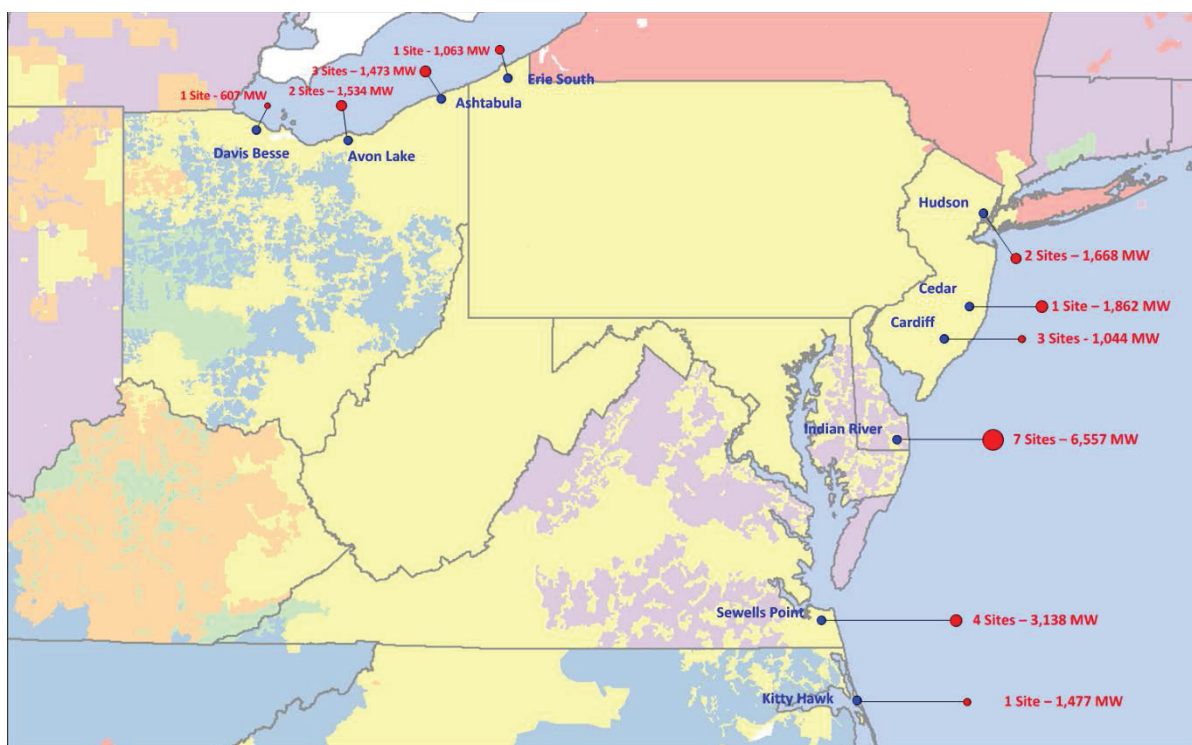 1 Site - 1,063 MW
Erie South
3 Sites – 1,473 MW
Ashtabula
1 Site - 607 MW
2 Sites – 1,534 MW
Davis Besse
Avon Lake
Hudson
2 Sites – 1,668 MW
Cedar
1 Site – 1,862 MW
Cardiff
3 Sites - 1,044 MW
Indian River
7 Sites – 6,557 MW
Sewells Point
4 Sites – 3,138 MW
Kitty Hawk
1 Site – 1,477 MW